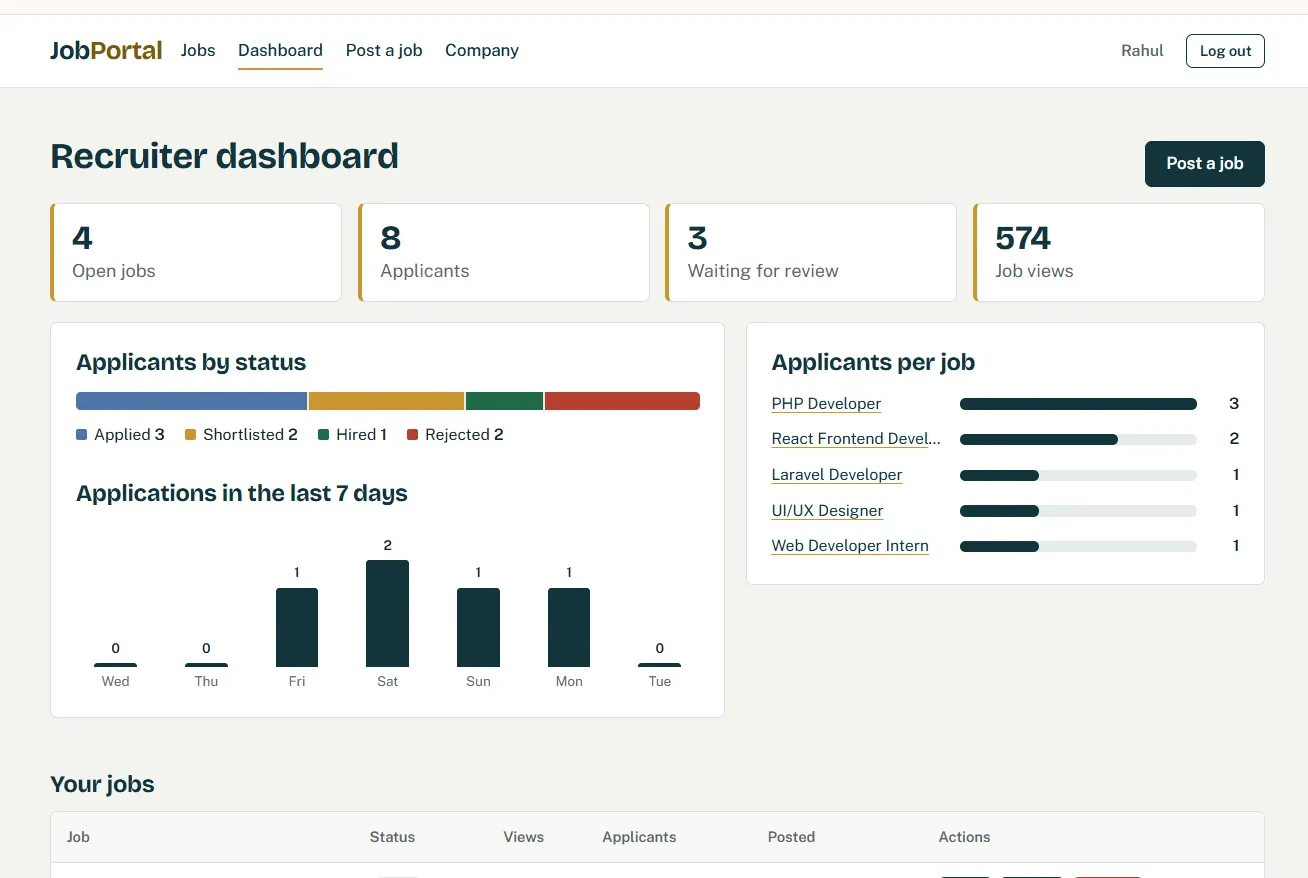 JobPortal Jobs Dashboard Post a job Company Rahul Log out
Recruiter dashboard
Post a job
4 8 3 574
Open jobs Applicants Waiting for review Job views
Applicants by status
Applied 3 Shortlisted 2 Hired 1 Rejected 2
Applications in the last 7 days
2
1 1 1
0 0 0
Wed Thu Fri Sat Sun Mon Tue
Applicants per job
PHP Developer 3
React Frontend Devel... 2
Laravel Developer 1
UI/UX Designer 1
Web Developer Intern 1
Your jobs
Job Status Views Applicants Posted Actions